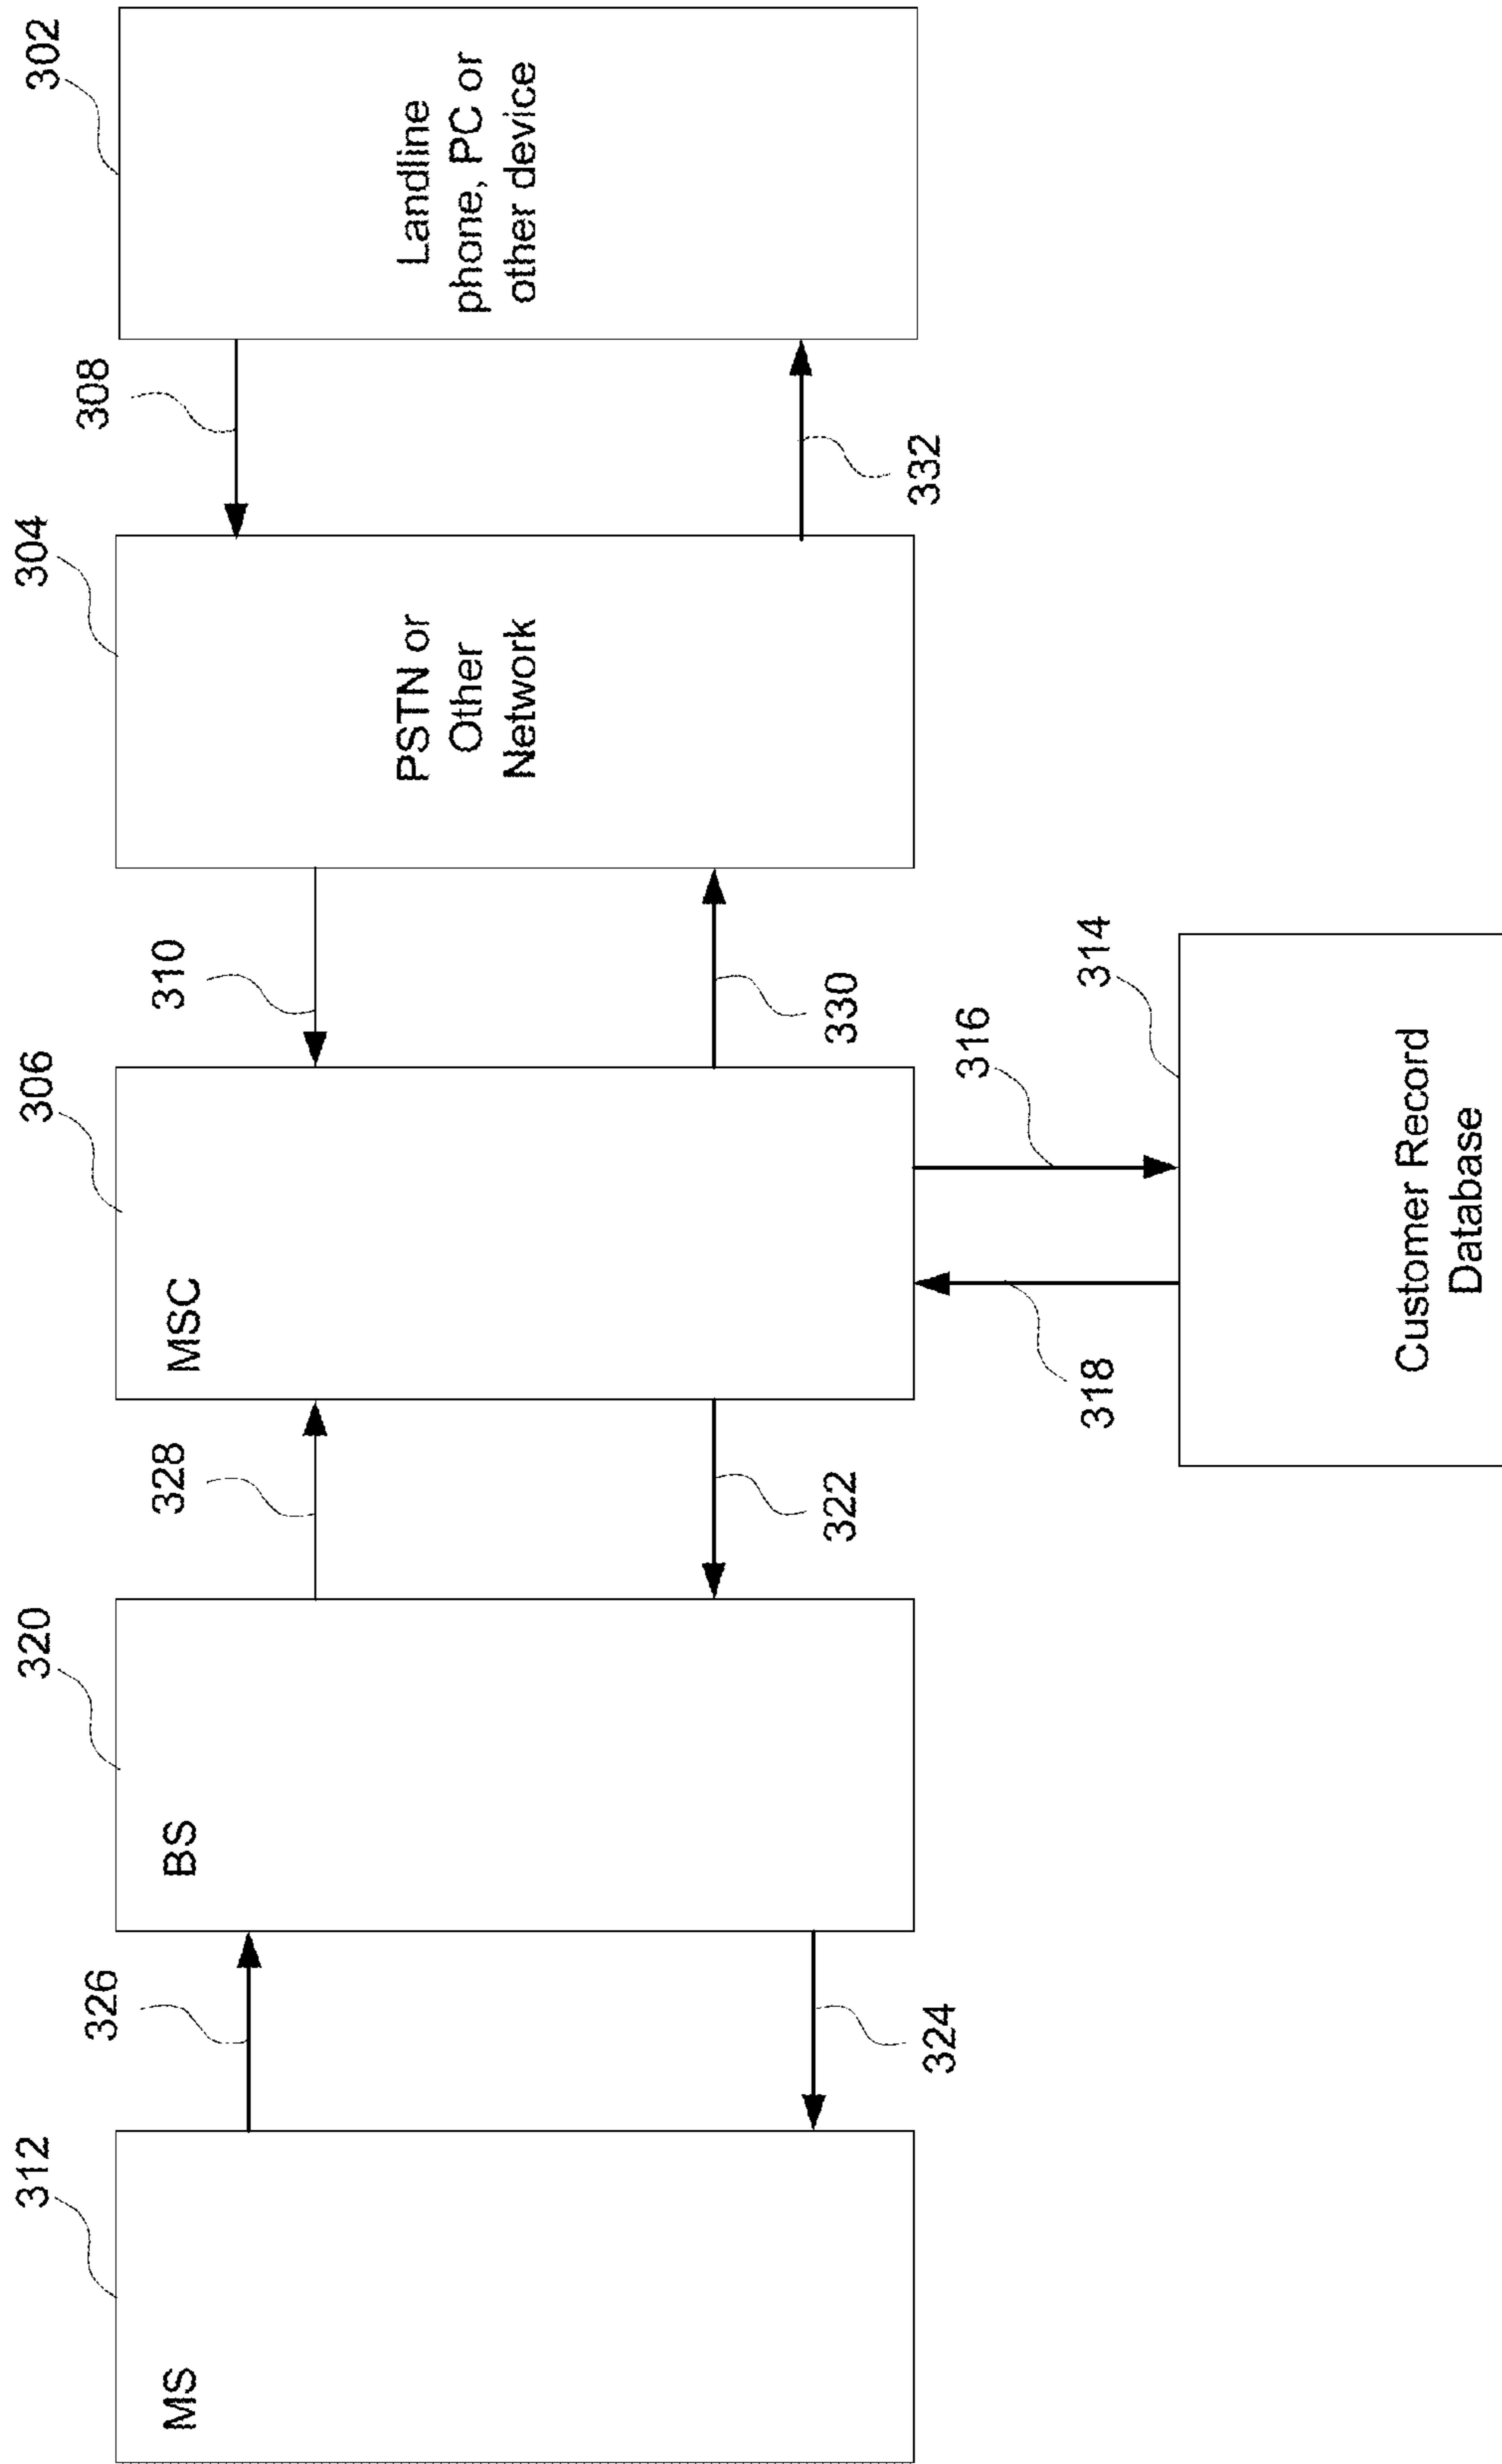 312
320
306
304
302
326
328
310
308
MS
BS
MSC
PSTN or
Other
Network
Landline
phone, PC or
other device
324
322
330
332
318
316
314
Customer Record
Database